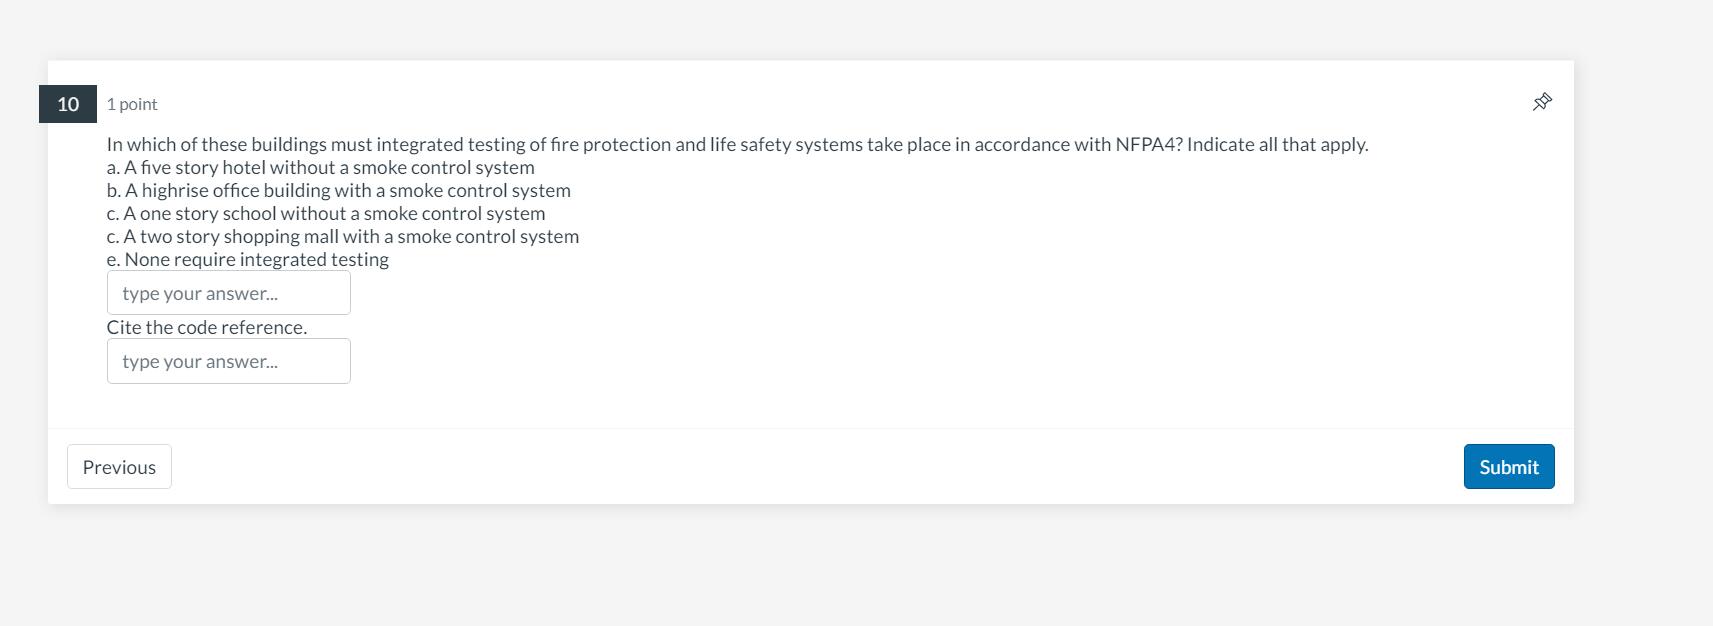 10 1 point
In which of these buildings must integrated testing of fire protection and life safety systems take place in accordance with NFPA4? Indicate all that apply.
a. A five story hotel without a smoke control system
b. A highrise office building with a smoke control system
c. A one story school without a smoke control system
c. A two story shopping mall with a smoke control system
e. None require integrated testing
type your answer...
Cite the code reference.
type your answer...
Previous Submit